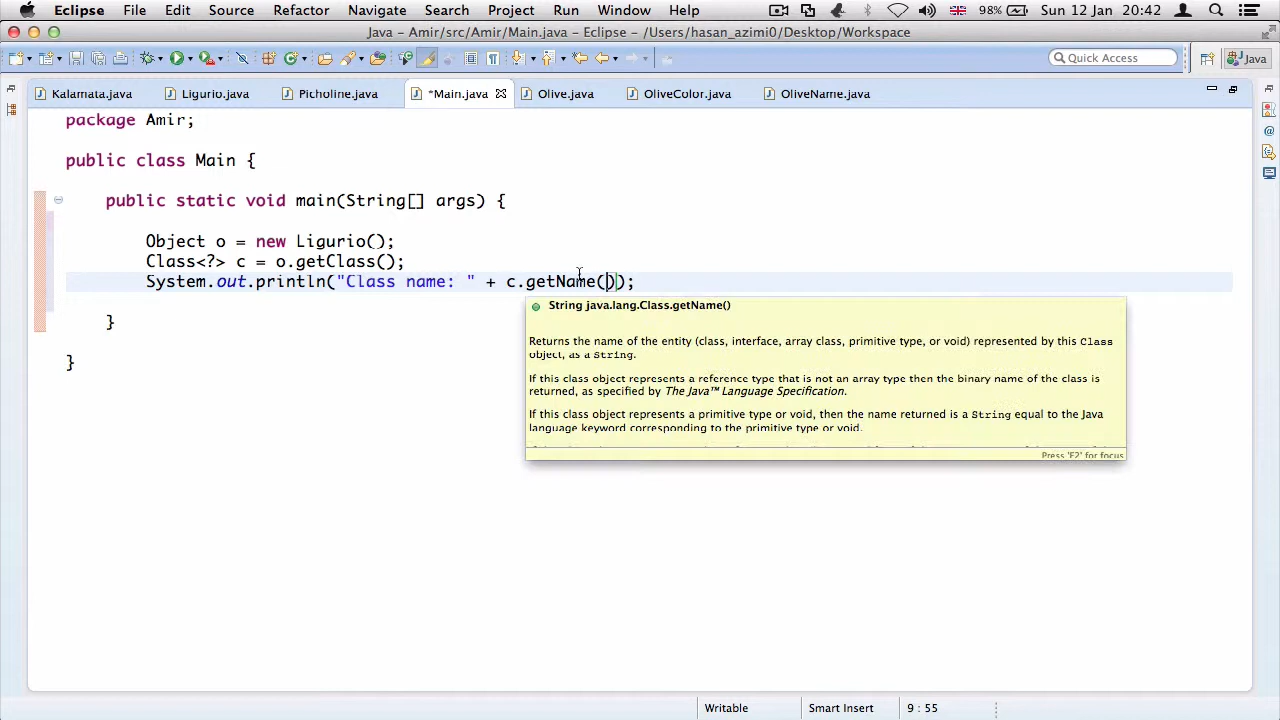 Eclipse File Edit Source Refactor Navigate Search Project Run Window Help 98% Sun 12 Jan 20:42
Java - Amir/src/Amir/Main.java - Eclipse - /Users/hasan_azimi0/Desktop/Workspace
Quick Access Java
Kalamata.java Ligurio.java Picholine.java *Main.java Olive.java OliveColor.java OliveName.java
package Amir;
public class Main {
public static void main(String[] args) {
Object o = new Ligurio();
Class<?> c = o.getClass();
System.out.println("Class name: " + c.getName());
}
}
String java.lang.Class.getName()
Returns the name of the entity (class, interface, array class, primitive type, or void) represented by this Class
object, as a String.
If this class object represents a reference type that is not an array type then the binary name of the class is
returned, as specified by The Java™ Language Specification.
If this class object represents a primitive type or void, then the name returned is a String equal to the Java
language keyword corresponding to the primitive type or void.
Press 'F2' for focus
Writable Smart Insert 9 : 55